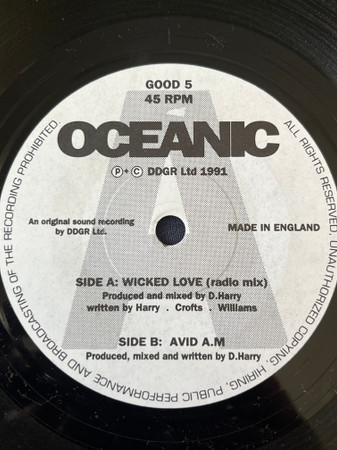 GOOD 5
45 RPM
OCEANIC
Ⓟ+Ⓒ DDGR Ltd 1991
An original sound recording
by DDGR Ltd.
MADE IN ENGLAND
SIDE A: WICKED LOVE (radio mix)
Produced and mixed by D.Harry
written by Harry . Crofts . Williams
SIDE B: AVID A.M
Produced, mixed and written by D.Harry
ALL RIGHTS RESERVED. UNAUTHORIZED COPYING, HIRING, PUBLIC PERFORMANCE AND BROADCASTING OF THE RECORDING PROHIBITED.